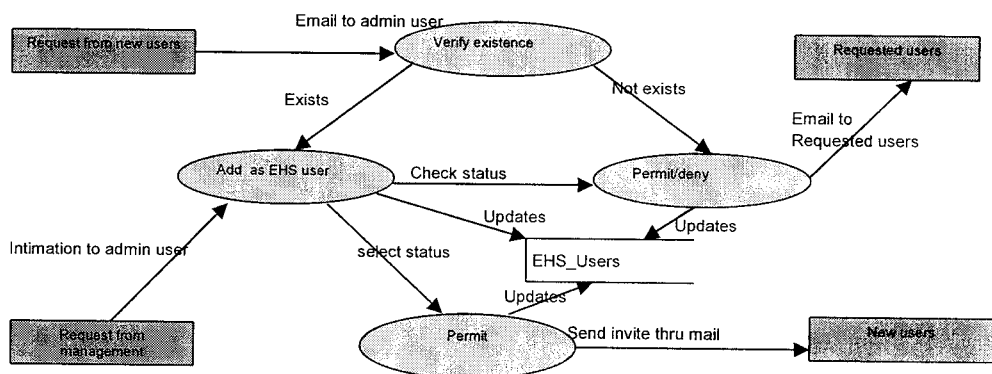 Email to admin user
Request from new users
Verify existence
Requested users
Exists
Not exists
Email to
Requested users
Add as EHS user
Check status
Permit/deny
Updates
Updates
Intimation to admin user
select status
EHS_Users
Updates
Request from
management
Permit
Send invite thru mail
New users